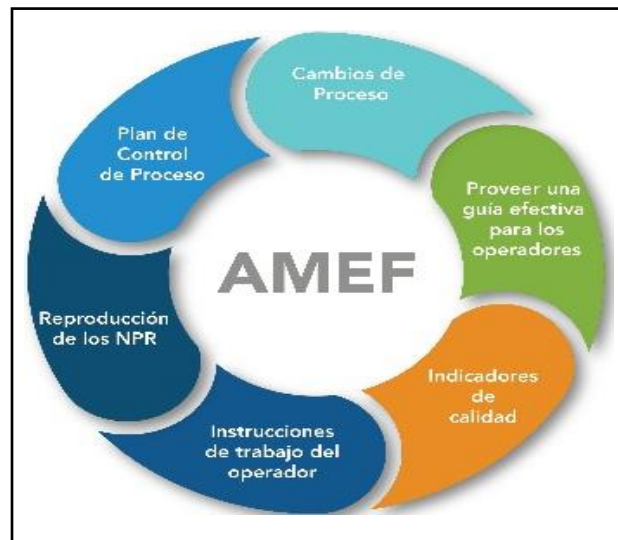 Cambios de
Proceso
Proveer una
guía efectiva
para los
operadores
Indicadores
de
calidad
Instrucciones
de trabajo del
operador
Reproducción
de los NPR
Plan de
Control
de Proceso
AMEF